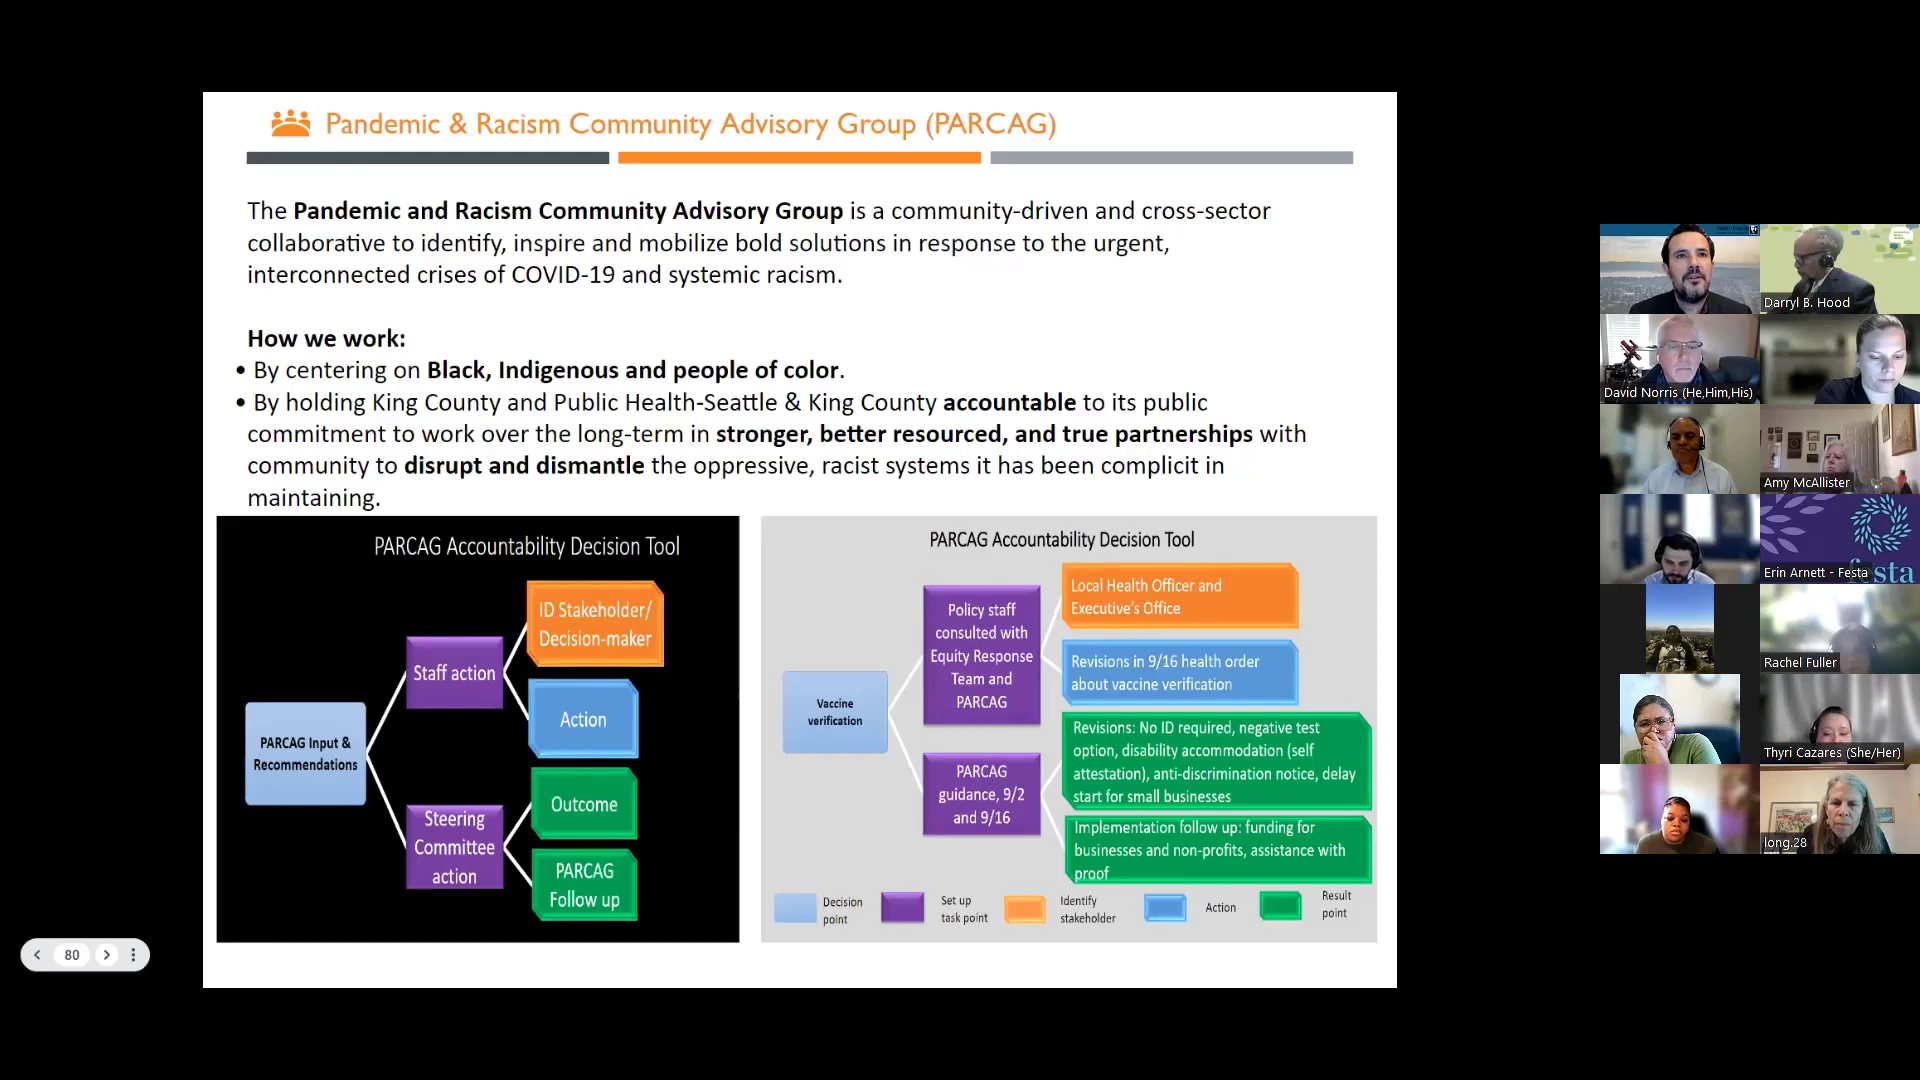 Pandemic & Racism Community Advisory Group (PARCAG)
The Pandemic and Racism Community Advisory Group is a community-driven and cross-sector
collaborative to identify, inspire and mobilize bold solutions in response to the urgent,
interconnected crises of COVID-19 and systemic racism.
How we work:
• By centering on Black, Indigenous and people of color.
• By holding King County and Public Health-Seattle & King County accountable to its public
commitment to work over the long-term in stronger, better resourced, and true partnerships with
community to disrupt and dismantle the oppressive, racist systems it has been complicit in
maintaining.
PARCAG Accountability Decision Tool
PARCAG Input &
Recommendations
Staff action
Steering
Committee
action
ID Stakeholder/
Decision-maker
Action
Outcome
PARCAG
Follow up
PARCAG Accountability Decision Tool
Vaccine
verification
Policy staff
consulted with
Equity Response
Team and
PARCAG
PARCAG
guidance, 9/2
and 9/16
Local Health Officer and
Executive's Office
Revisions in 9/16 health order
about vaccine verification
Revisions: No ID required, negative test
option, disability accommodation (self
attestation), anti-discrimination notice, delay
start for small businesses
Implementation follow up: funding for
businesses and non-profits, assistance with
proof
Decision
point
Set up
task point
Identify
stakeholder
Action
Result
point
80
Darryl B. Hood
David Norris (He,Him,His)
Amy McAllister
Erin Arnett - Festa
festa
Rachel Fuller
Thyri Cazares (She/Her)
long.28